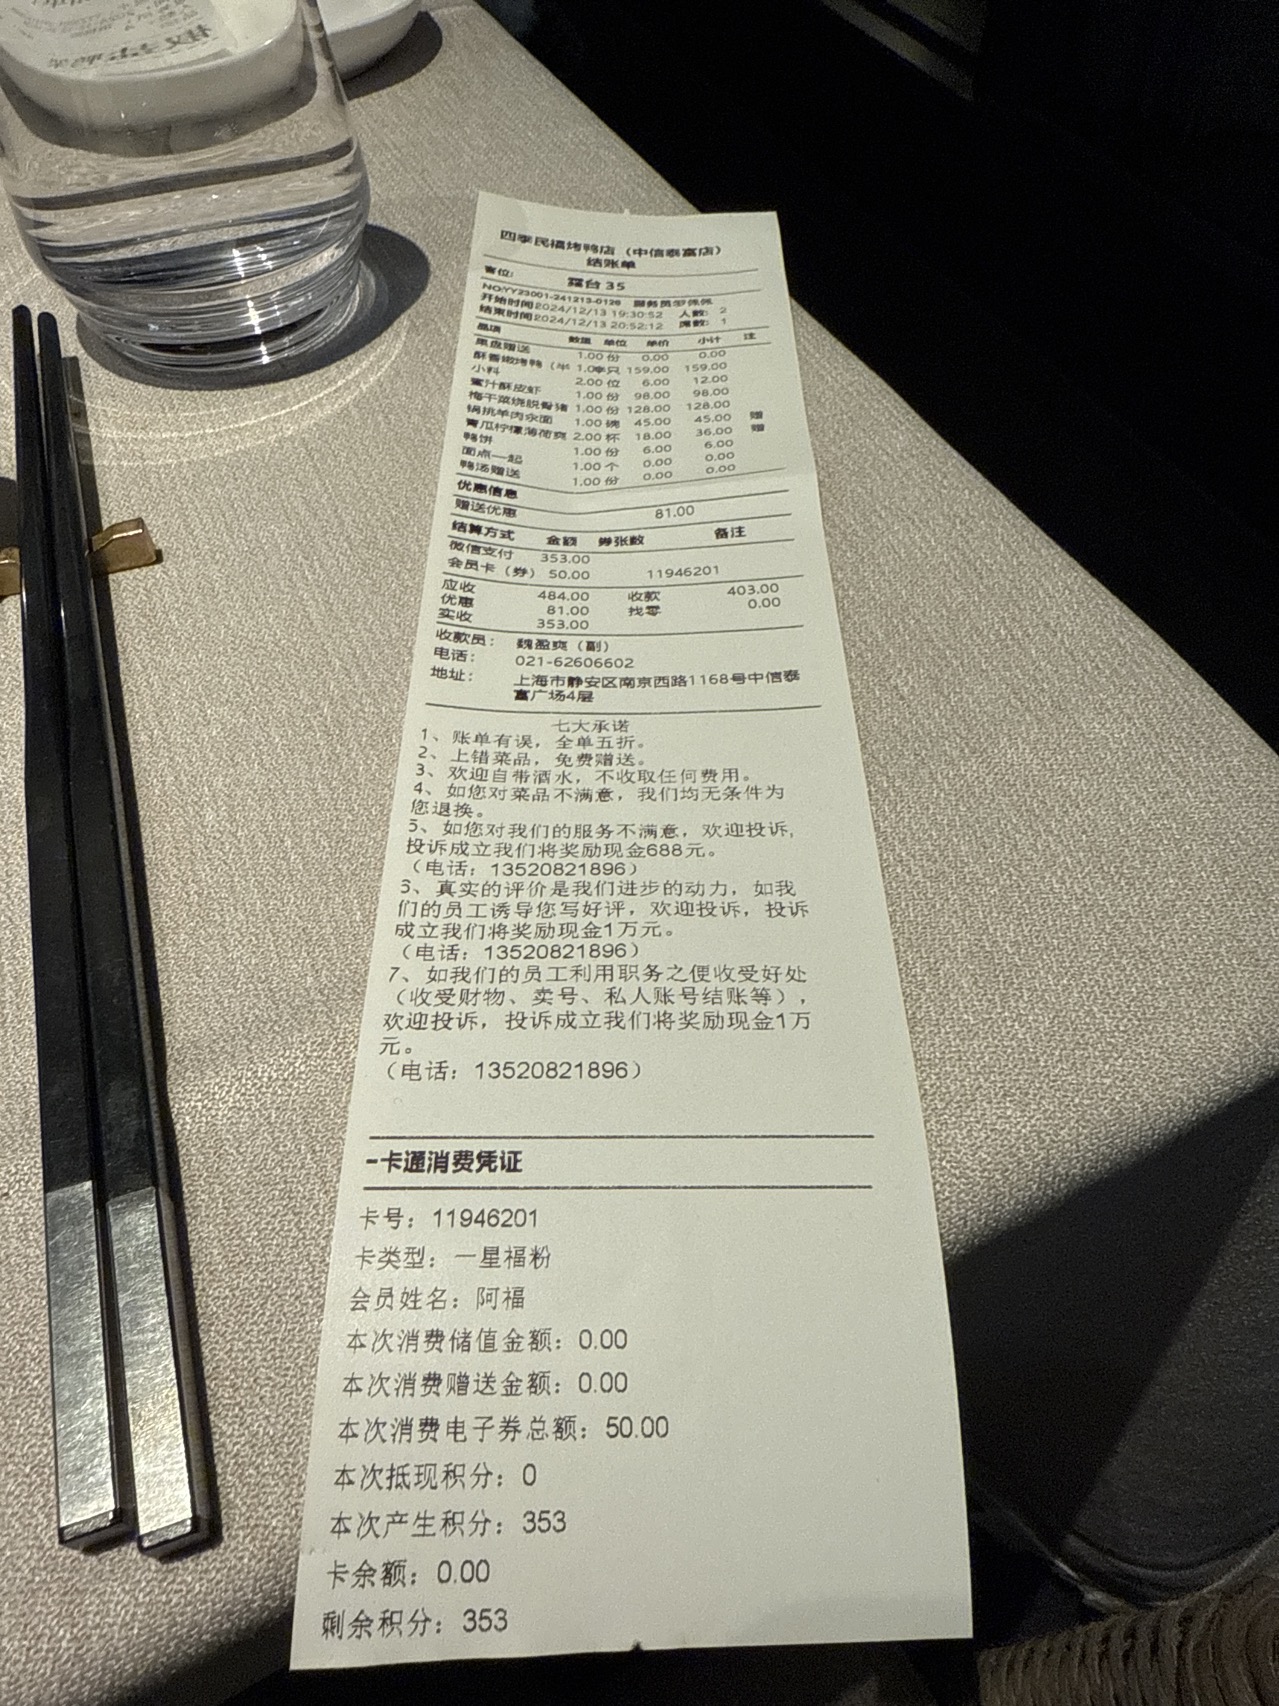 四季民福烤鸭店（中信泰富店）
结账单
客位： 露台 35
NO:YY23001-241213-0126 服务员:罗姝姝
开始时间 2024/12/13 19:30:52 人数： 2
结束时间 2024/12/13 20:52:12 席数： 1
品项 数量 单位 单价 小计 注
果盘赠送 1.00 份 0.00 0.00
酥香嫩烤鸭（半 1.0半只 159.00 159.00
小料 2.00 位 6.00 12.00
蜜汁酥皮虾 1.00 份 98.00 98.00
梅干菜烧脱骨猪 1.00 份 128.00 128.00
锅挑羊肉汆面 1.00 锅 45.00 45.00 赠
青瓜柠檬薄荷爽 2.00 杯 18.00 36.00 赠
鸭饼 1.00 份 6.00 6.00
面点一起 1.00 个 0.00 0.00
鸭汤赠送 1.00 份 0.00 0.00
优惠信息
赠送优惠 81.00
结算方式 金额 券张数 备注
微信支付 353.00
会员卡（券） 50.00 11946201
应收 484.00 收款 403.00
优惠 81.00 找零 0.00
实收 353.00
收款员： 魏盈爽（副）
电话： 021-62606602
地址： 上海市静安区南京西路1168号中信泰
富广场4层
七大承诺
1、账单有误，全单五折。
2、上错菜品，免费赠送。
3、欢迎自带酒水，不收取任何费用。
4、如您对菜品不满意，我们均无条件为
您退换。
5、如您对我们的服务不满意，欢迎投诉,
投诉成立我们将奖励现金688元。
（电话：13520821896）
3、真实的评价是我们进步的动力，如我
们的员工诱导您写好评，欢迎投诉，投诉
成立我们将奖励现金1万元。
（电话：13520821896）
7、如我们的员工利用职务之便收受好处
（收受财物、卖号、私人账号结账等），
欢迎投诉，投诉成立我们将奖励现金1万
元。
（电话：13520821896）
-卡通消费凭证
卡号：11946201
卡类型：一星福粉
会员姓名：阿福
本次消费储值金额：0.00
本次消费赠送金额：0.00
本次消费电子券总额：50.00
本次抵现积分：0
本次产生积分：353
卡余额：0.00
剩余积分：353